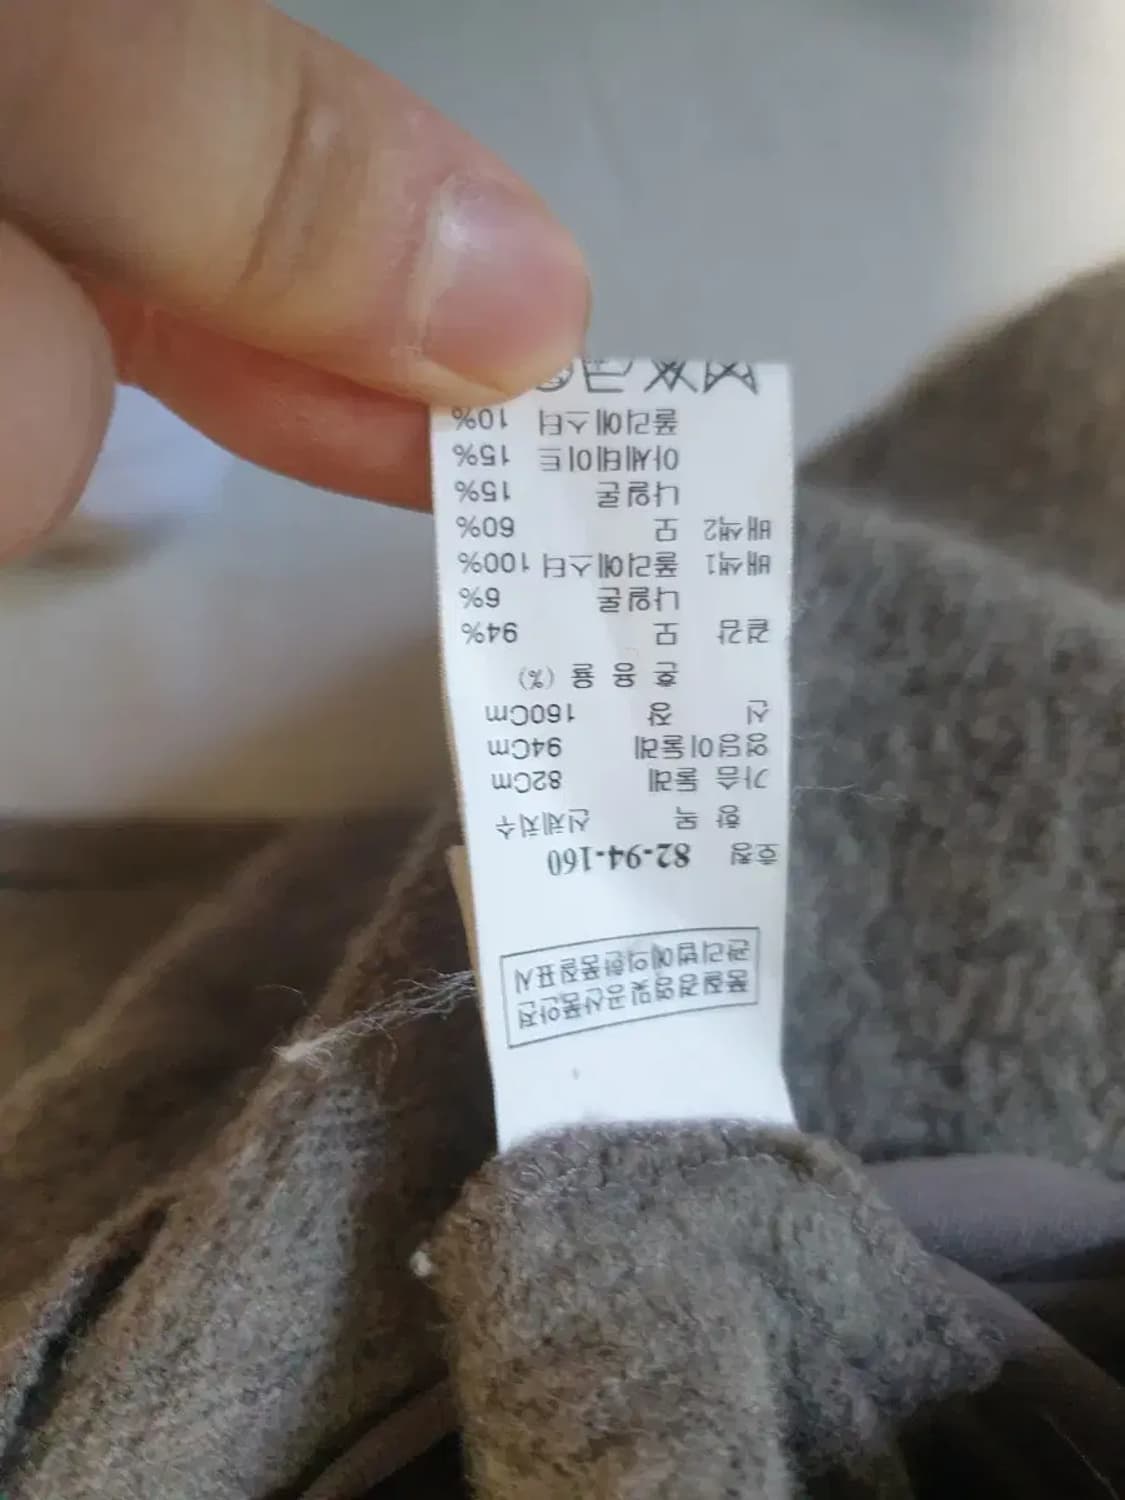 품질경영및공산품안전
관리법에의한품질표시
호칭 82-94-160
항 목 신체치수
가슴 둘레 82Cm
엉덩이둘레 94Cm
신 장 160Cm
혼 용 율 (%)
겉감 모 94%
나일론 6%
배색1 폴리에스터 100%
배색2 모 60%
나일론 15%
아세테이트 15%
폴리에스터 10%